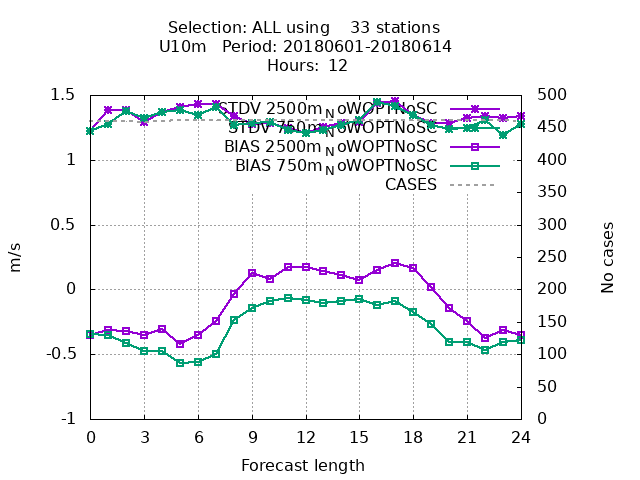 Selection: ALL using 33 stations
U10m Period: 20180601-20180614
Hours: 12
STDV 2500m_NoWOPTNoSC
STDV 750m_NoWOPTNoSC
BIAS 2500m_NoWOPTNoSC
BIAS 750m_NoWOPTNoSC
CASES
1.5
1
0.5
0
-0.5
-1
m/s
500
450
400
350
300
250
200
150
100
50
0
No cases
0 3 6 9 12 15 18 21 24
Forecast length